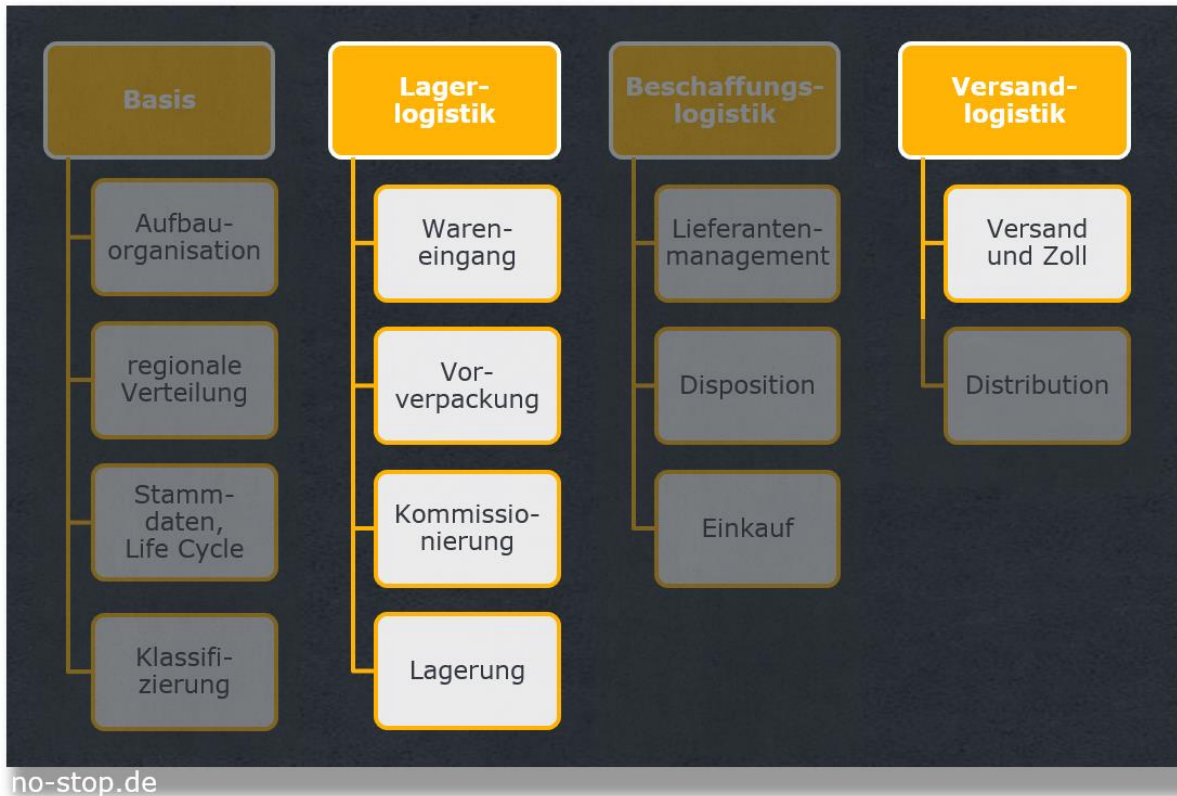 Basis
Aufbau-
organisation
regionale
Verteilung
Stamm-
daten,
Life Cycle
Klassifi-
zierung
Lager-
logistik
Waren-
eingang
Vor-
verpackung
Kommissio-
nierung
Lagerung
Beschaffungs-
logistik
Lieferanten-
management
Disposition
Einkauf
Versand-
logistik
Versand
und Zoll
Distribution
no-stop.de